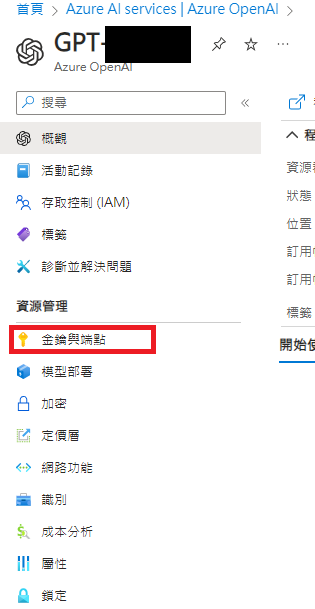 首頁 > Azure AI services | Azure OpenAI >
GPT-
Azure OpenAI
搜尋
概觀
活動記錄
存取控制 (IAM)
標籤
診斷並解決問題
資源管理
金鑰與端點
模型部署
加密
定價層
網路功能
識別
成本分析
屬性
鎖定
程
資源
狀態
位置
訂用
訂用
標籤
開始使